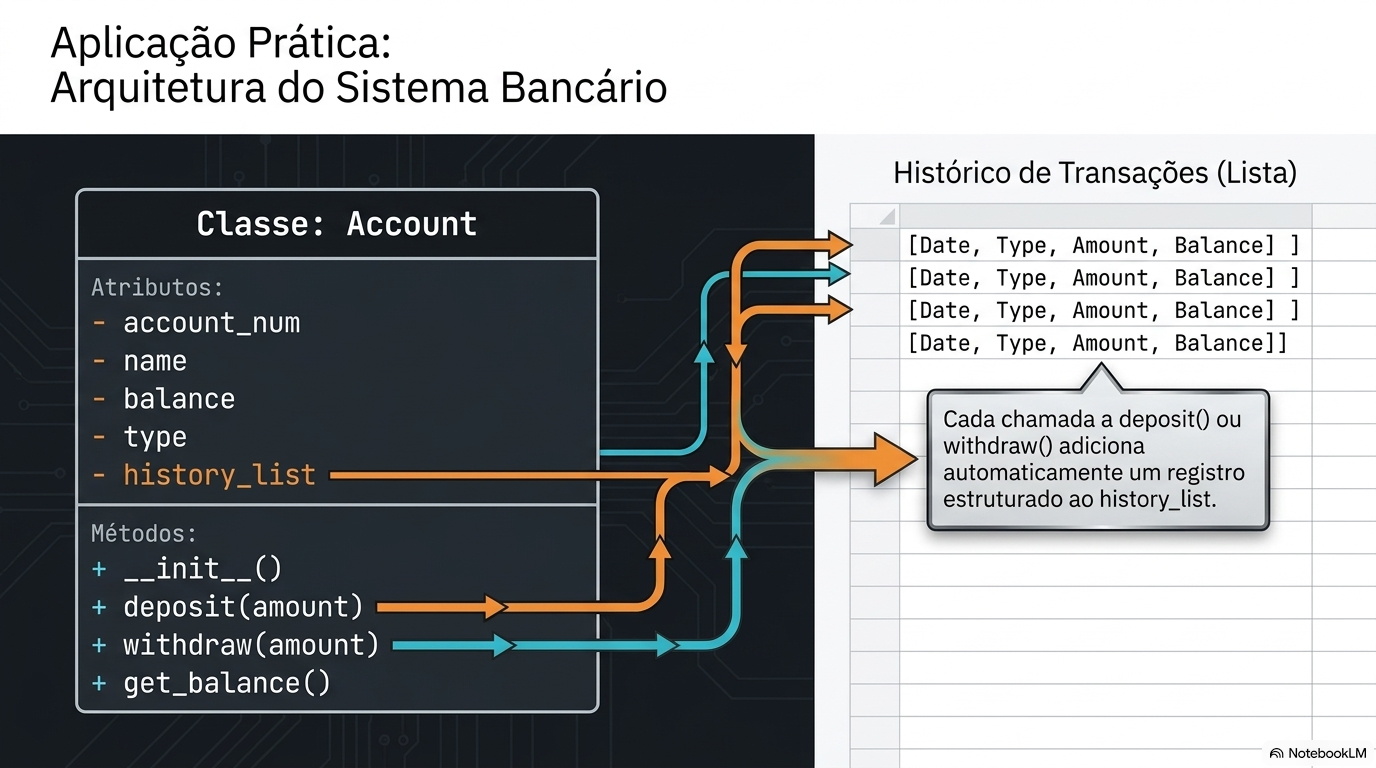 Aplicação Prática:
Arquitetura do Sistema Bancário
Classe: Account
Atributos:
- account_num
- name
- balance
- type
- history_list
Métodos:
+ __init__()
+ deposit(amount)
+ withdraw(amount)
+ get_balance()
Histórico de Transações (Lista)
[Date, Type, Amount, Balance] ]
[Date, Type, Amount, Balance] ]
[Date, Type, Amount, Balance] ]
[Date, Type, Amount, Balance]]
Cada chamada a deposit() ou
withdraw() adiciona
automaticamente um registro
estruturado ao history_list.
NotebookLM